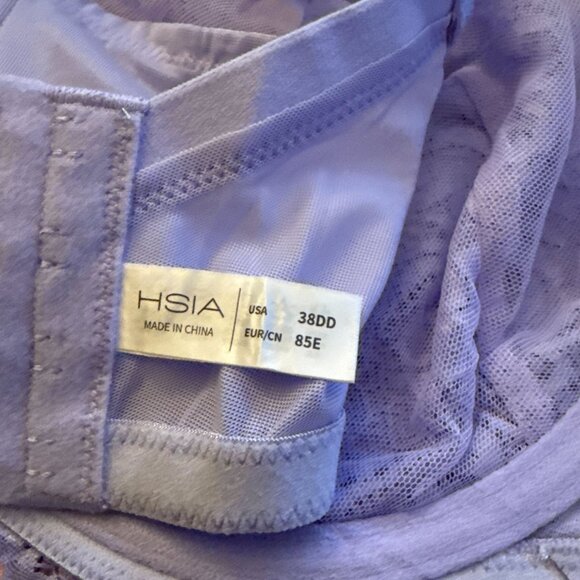 HSIA
MADE IN CHINA
USA 38DD
EUR/CN 85E